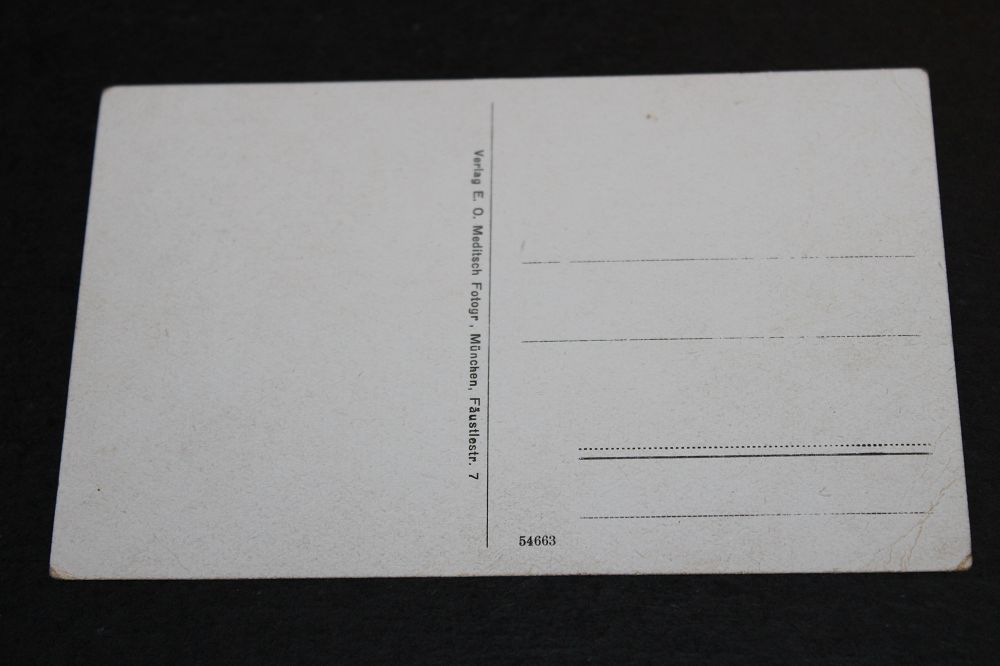 Verlag E. O. Meditsch Fotogr., München, Fäustlestr. 7
54663